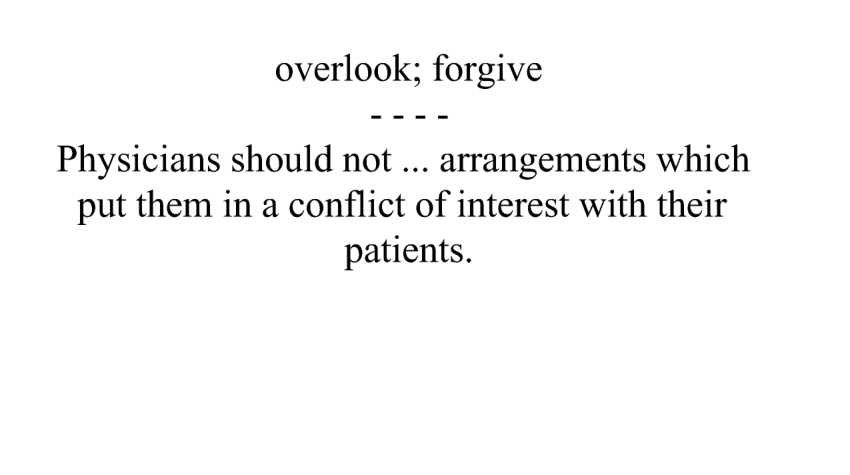 overlook; forgive
- - - -
Physicians should not ... arrangements which
put them in a conflict of interest with their
patients.